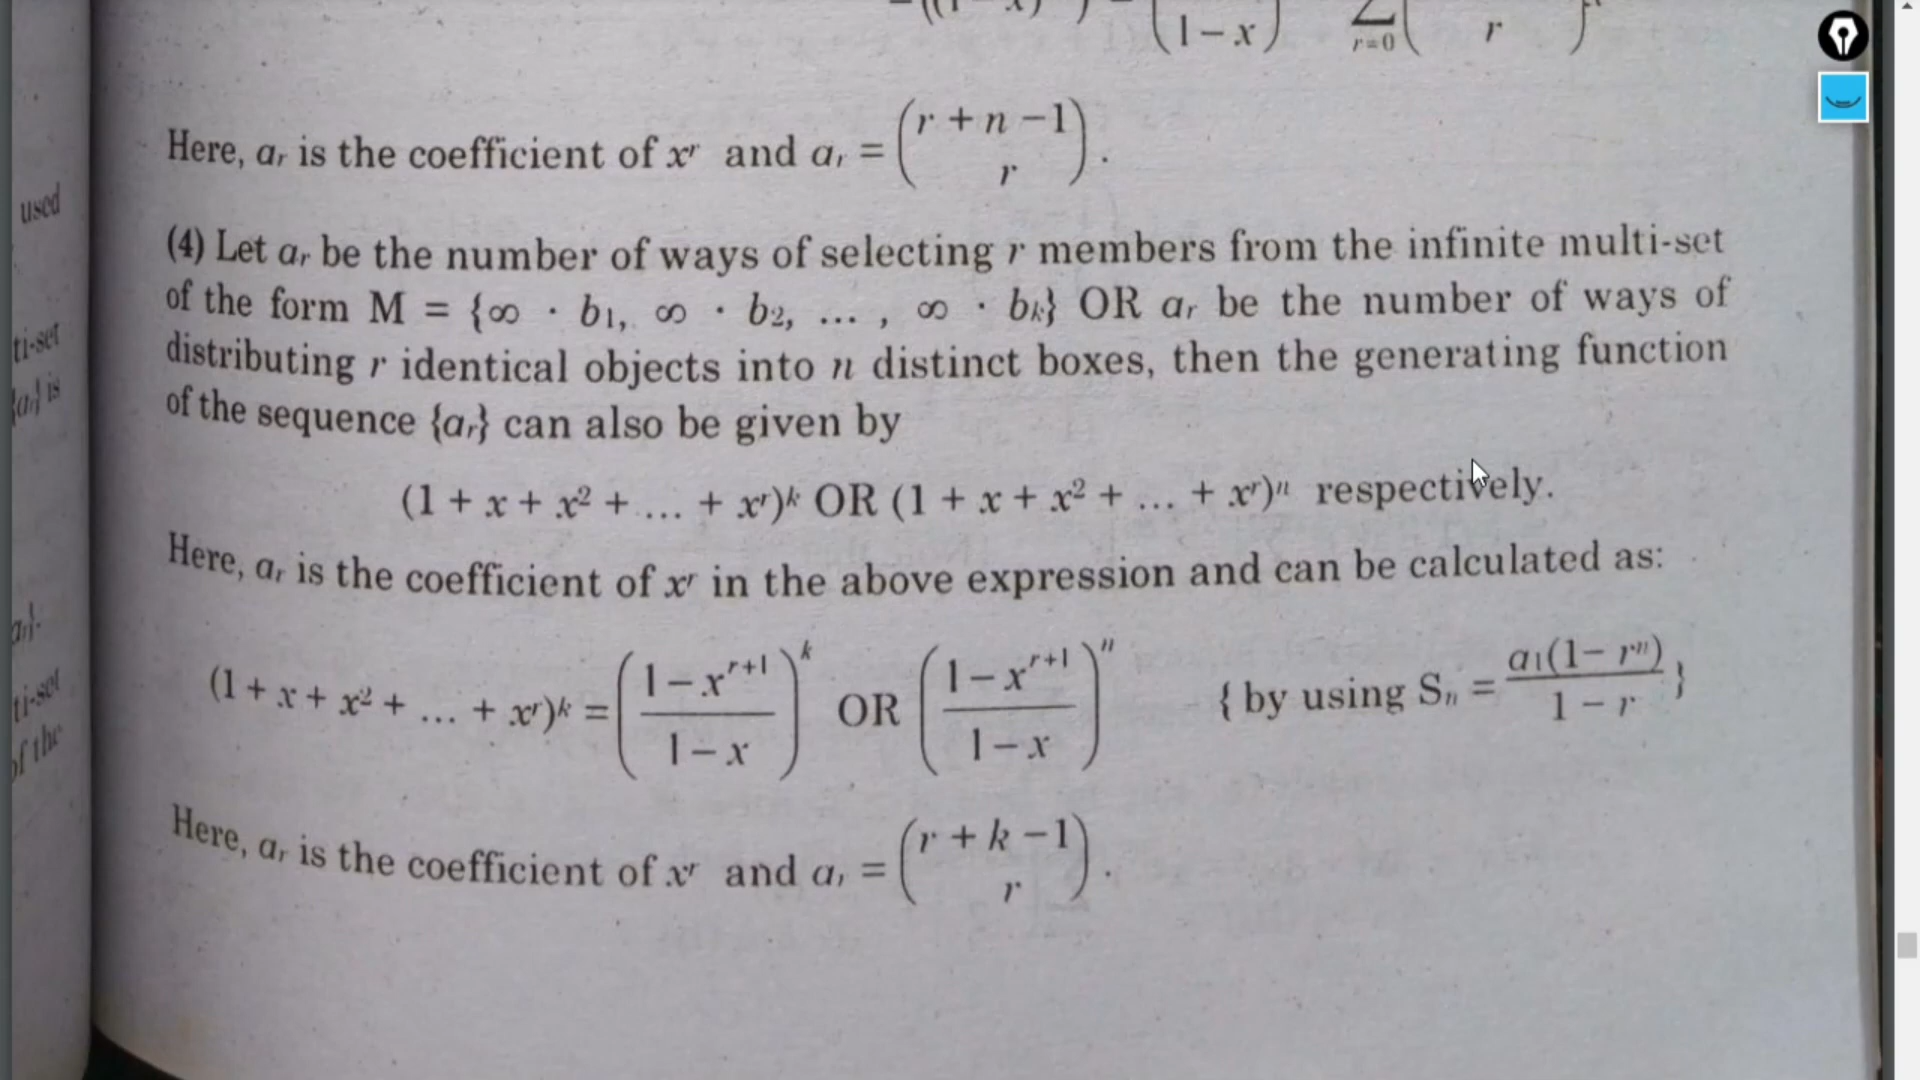 1 – x r=0 r
used
Here, aᵣ is the coefficient of xʳ and aᵣ = (r + n – 1 r) .
(4) Let aᵣ be the number of ways of selecting r members from the infinite multi-set
of the form M = {∞ · b₁, ∞ · b₂, ... , ∞ · bₖ} OR aᵣ be the number of ways of
distributing r identical objects into n distinct boxes, then the generating function
of the sequence {aᵣ} can also be given by
(1 + x + x² + ... + xʳ)ᵏ OR (1 + x + x² + ... + xʳ)ⁿ respectively.
Here, aᵣ is the coefficient of xʳ in the above expression and can be calculated as:
(1 + x + x² + ... + xʳ)ᵏ = ((1 – xʳ⁺¹)/(1 – x))ᵏ OR ((1 – xʳ⁺¹)/(1 – x))ⁿ { by using Sₙ = a₁(1 – rⁿ)/(1 – r) }
Here, aᵣ is the coefficient of xʳ and aᵣ = (r + k – 1 r) .